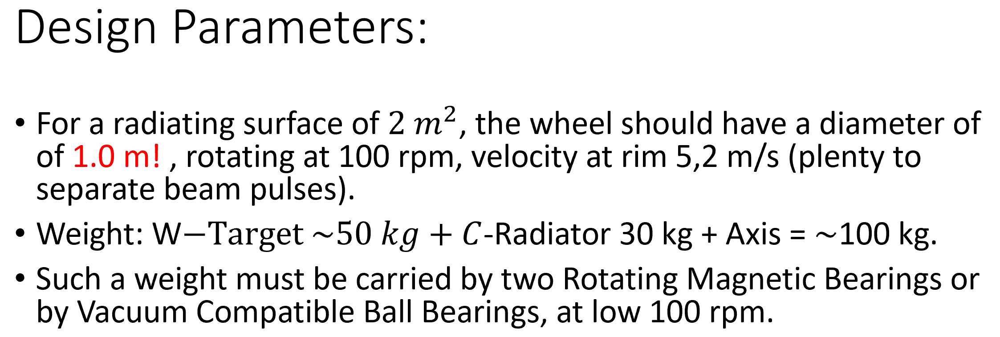 Design Parameters:
• For a radiating surface of 2 m², the wheel should have a diameter of
of 1.0 m! , rotating at 100 rpm, velocity at rim 5,2 m/s (plenty to
separate beam pulses).
• Weight: W−Target ~50 kg + C-Radiator 30 kg + Axis = ~100 kg.
• Such a weight must be carried by two Rotating Magnetic Bearings or
by Vacuum Compatible Ball Bearings, at low 100 rpm.